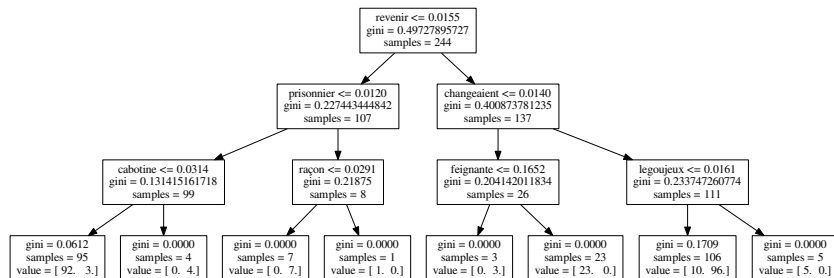 revenir <= 0.0155
gini = 0.49727895727
samples = 244
prisonnier <= 0.0120
gini = 0.227443444842
samples = 107
changeaient <= 0.0140
gini = 0.400873781235
samples = 137
cabotine <= 0.0314
gini = 0.131415161718
samples = 99
raçon <= 0.0291
gini = 0.21875
samples = 8
feignante <= 0.1652
gini = 0.204142011834
samples = 26
legoujeux <= 0.0161
gini = 0.233747260774
samples = 111
gini = 0.0612
samples = 95
value = [ 92. 3.]
gini = 0.0000
samples = 4
value = [ 0. 4.]
gini = 0.0000
samples = 7
value = [ 0. 7.]
gini = 0.0000
samples = 1
value = [ 1. 0.]
gini = 0.0000
samples = 3
value = [ 0. 3.]
gini = 0.0000
samples = 23
value = [ 23. 0.]
gini = 0.1709
samples = 106
value = [ 10. 96.]
gini = 0.0000
samples = 5
value = [ 5. 0.]